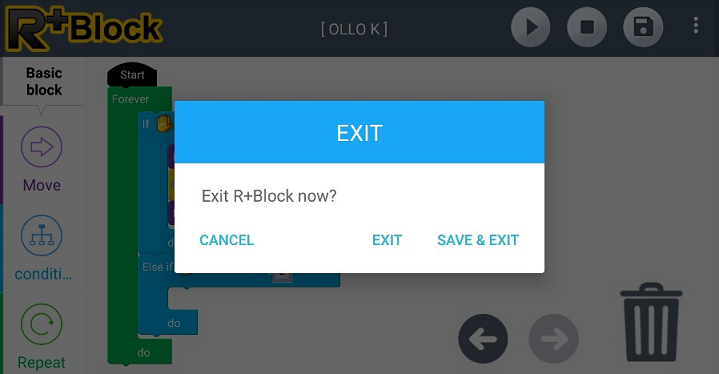 R+Block
[ OLLO K ]
Basic
block
Start
Forever
If
Move
EXIT
Exit R+Block now?
CANCEL
EXIT
SAVE & EXIT
conditi...
do
Else if
do
Repeat
do